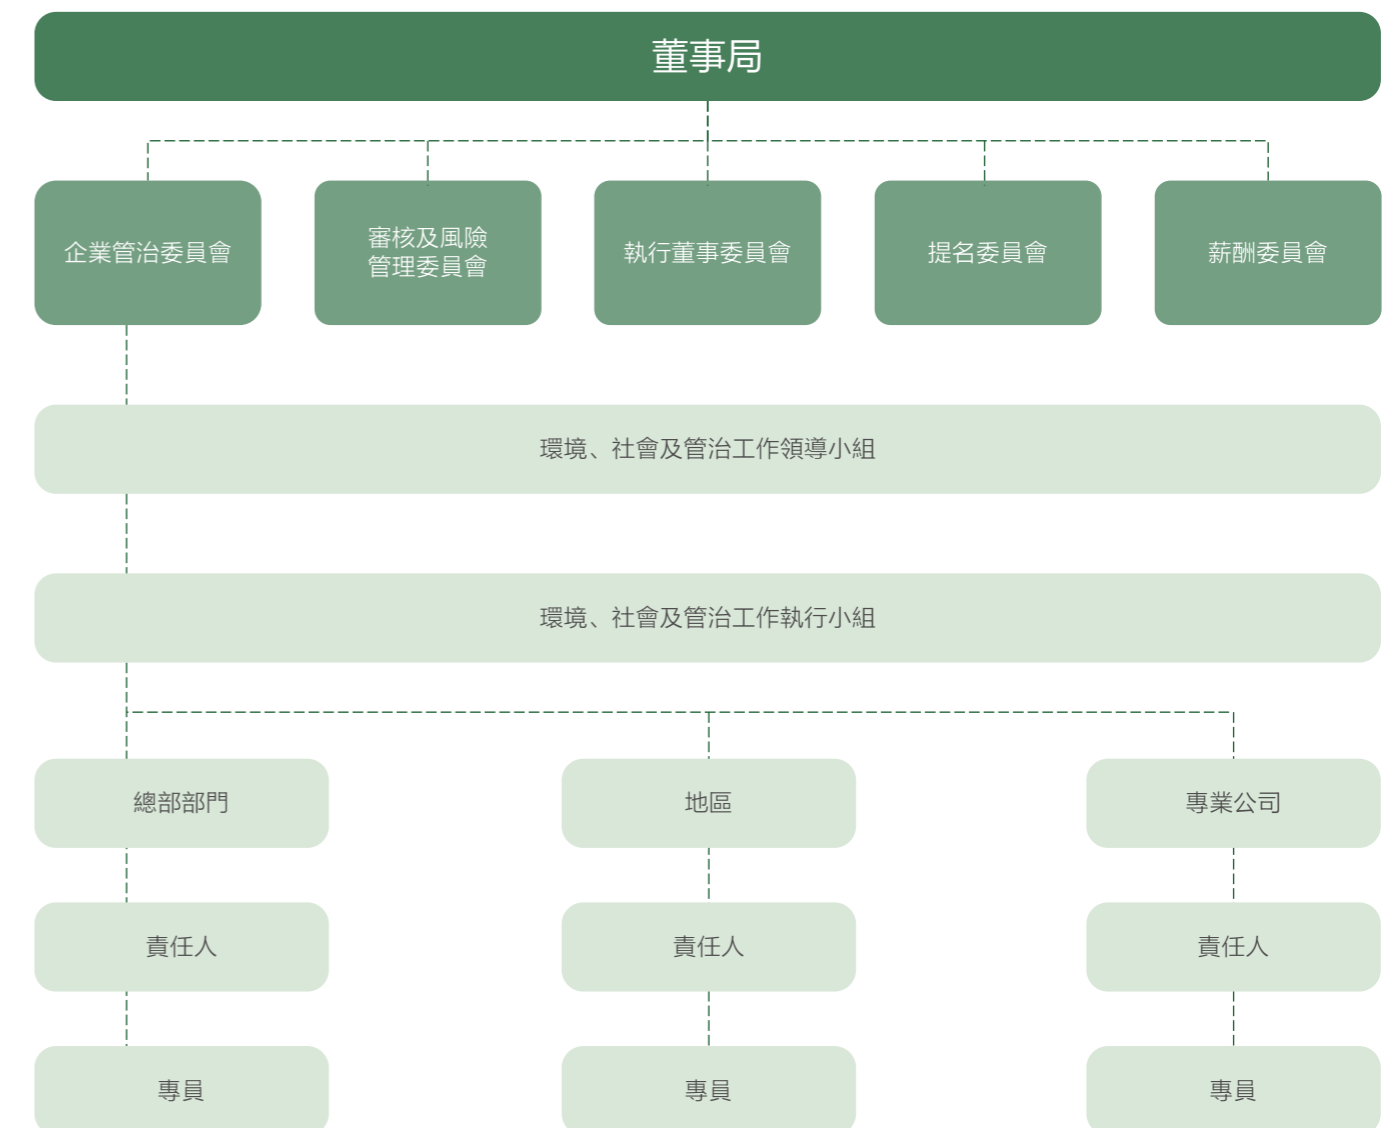 董事局
企業管治委員會
審核及風險
管理委員會
執行董事委員會
提名委員會
薪酬委員會
環境、社會及管治工作領導小組
環境、社會及管治工作執行小組
總部部門
地區
專業公司
責任人
責任人
責任人
專員
專員
專員